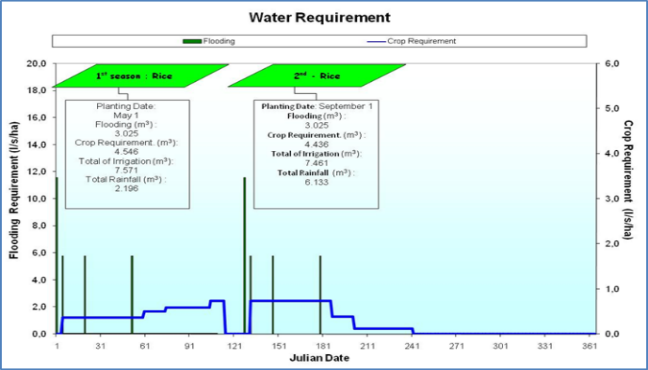 Water Requirement
Flooding
Crop Requirement
20,0
18,0
16,0
14,0
12,0
10,0
8,0
6,0
4,0
2,0
0,0
Flooding Requirement (l/s/ha)
1st season : Rice
Planting Date:
May 1
Flooding (m³) :
3.025
Crop Requirement. (m³) :
4.546
Total of Irrigation (m³):
7.571
Total Rainfall (m³) :
2.196
2nd - Rice
Planting Date: September 1
Flooding (m³) :
3.025
Crop Requirement. (m³) :
4.436
Total of Irrigation (m³) :
7.461
Total Rainfall (m³) :
6.133
6,0
5,0
4,0
3,0
2,0
1,0
0,0
Crop Requirement (l/s/ha)
1 31 61 91 121 151 181 211 241 271 301 331 361
Julian Date